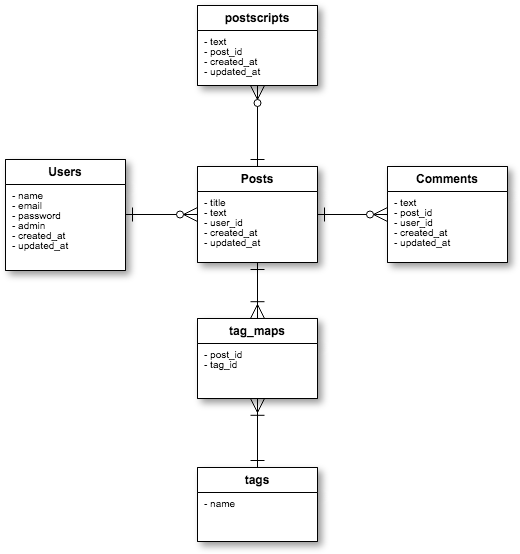 postscripts
- text
- post_id
- created_at
- updated_at
Users
- name
- email
- password
- admin
- created_at
- updated_at
Posts
- title
- text
- user_id
- created_at
- updated_at
Comments
- text
- post_id
- user_id
- created_at
- updated_at
tag_maps
- post_id
- tag_id
tags
- name